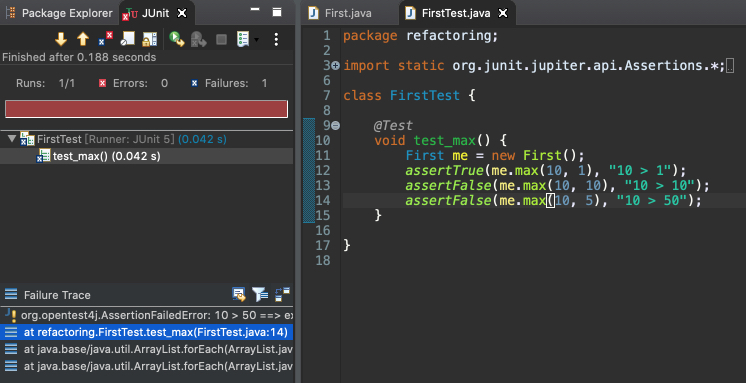 Package Explorer
JUnit
Finished after 0.188 seconds
Runs: 1/1
Errors: 0
Failures: 1
FirstTest [Runner: JUnit 5] (0.042 s)
test_max() (0.042 s)
Failure Trace
org.opentest4j.AssertionFailedError: 10 > 50 ==> ex
at refactoring.FirstTest.test_max(FirstTest.java:14)
at java.base/java.util.ArrayList.forEach(ArrayList.jav
at java.base/java.util.ArrayList.forEach(ArrayList.jav
First.java
FirstTest.java
1 package refactoring;
2
3 import static org.junit.jupiter.api.Assertions.*;
6
7 class FirstTest {
8
9 @Test
10 void test_max() {
11 First me = new First();
12 assertTrue(me.max(10, 1), "10 > 1");
13 assertFalse(me.max(10, 10), "10 > 10");
14 assertFalse(me.max(10, 5), "10 > 50");
15 }
16
17 }
18